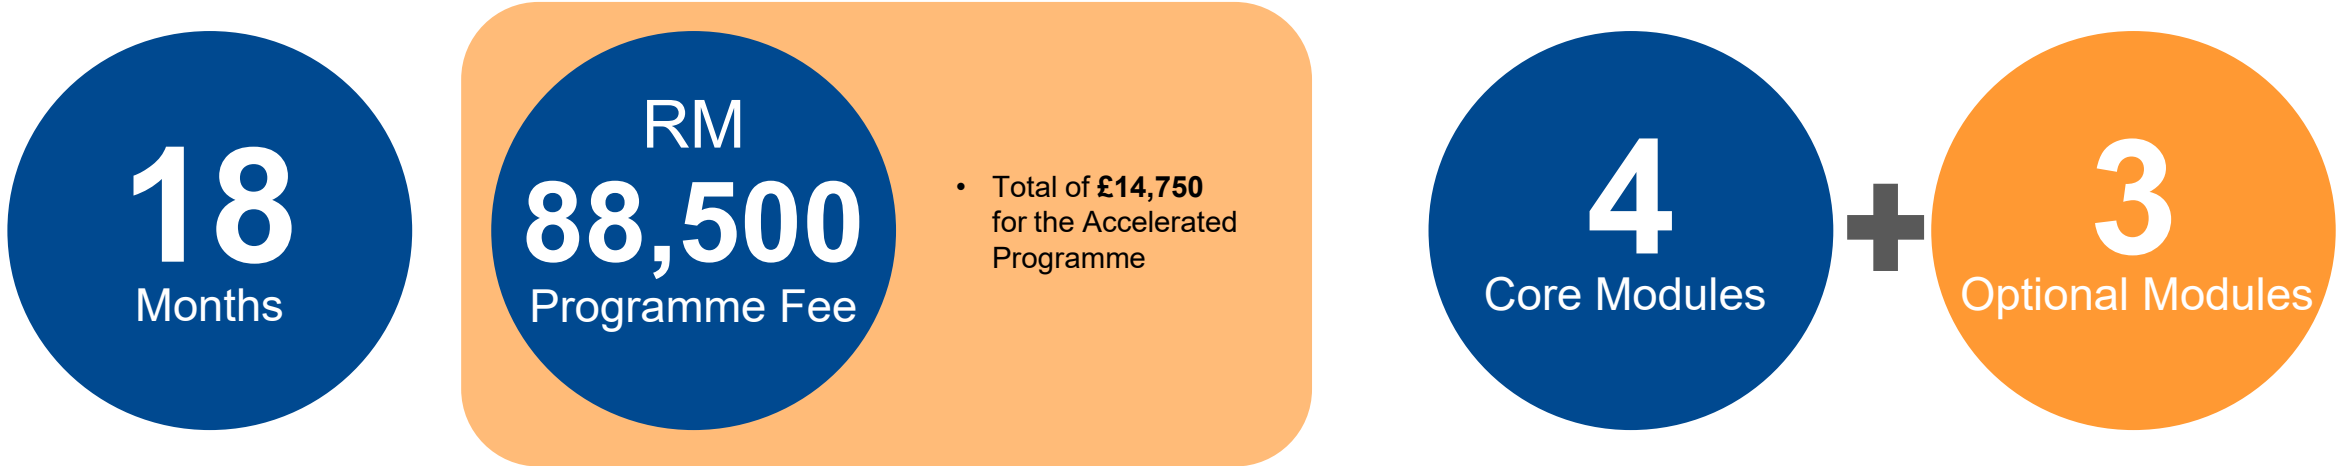 18
Months
RM
88,500
Programme Fee
• Total of £14,750
for the Accelerated
Programme
4
Core Modules
3
Optional Modules